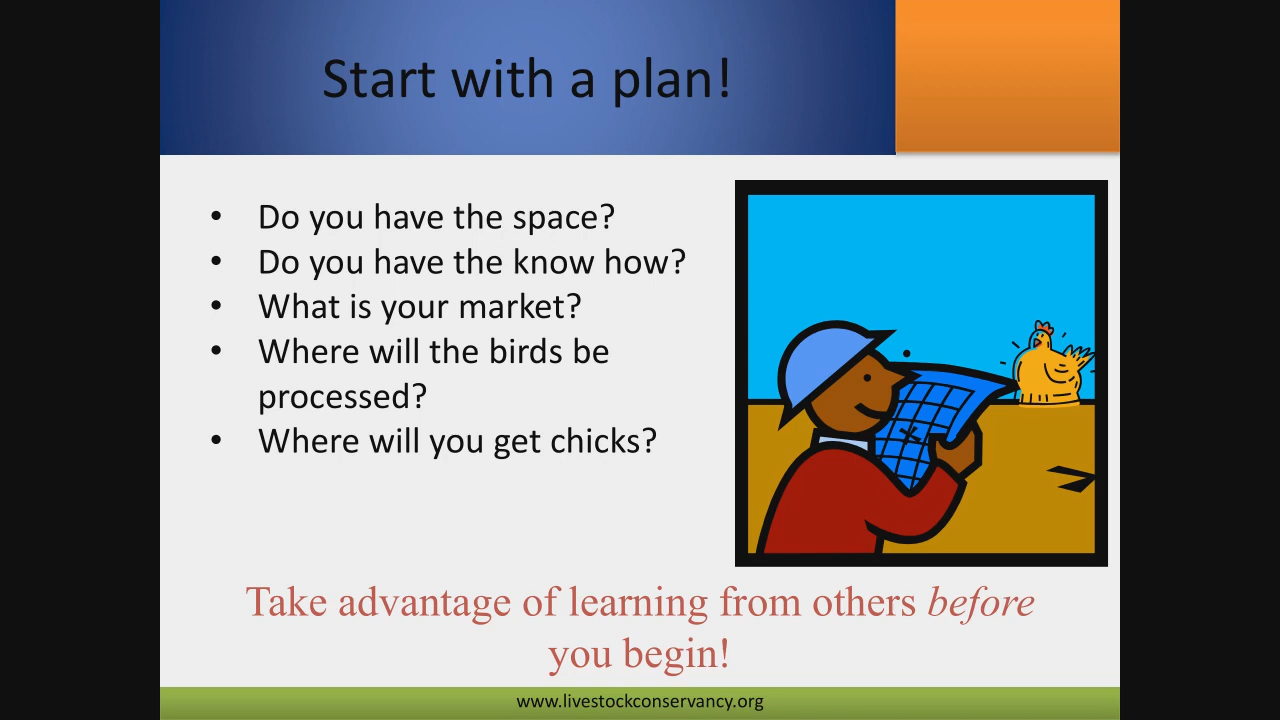 Start with a plan!
• Do you have the space?
• Do you have the know how?
• What is your market?
• Where will the birds be
processed?
• Where will you get chicks?
Take advantage of learning from others before
you begin!
www.livestockconservancy.org